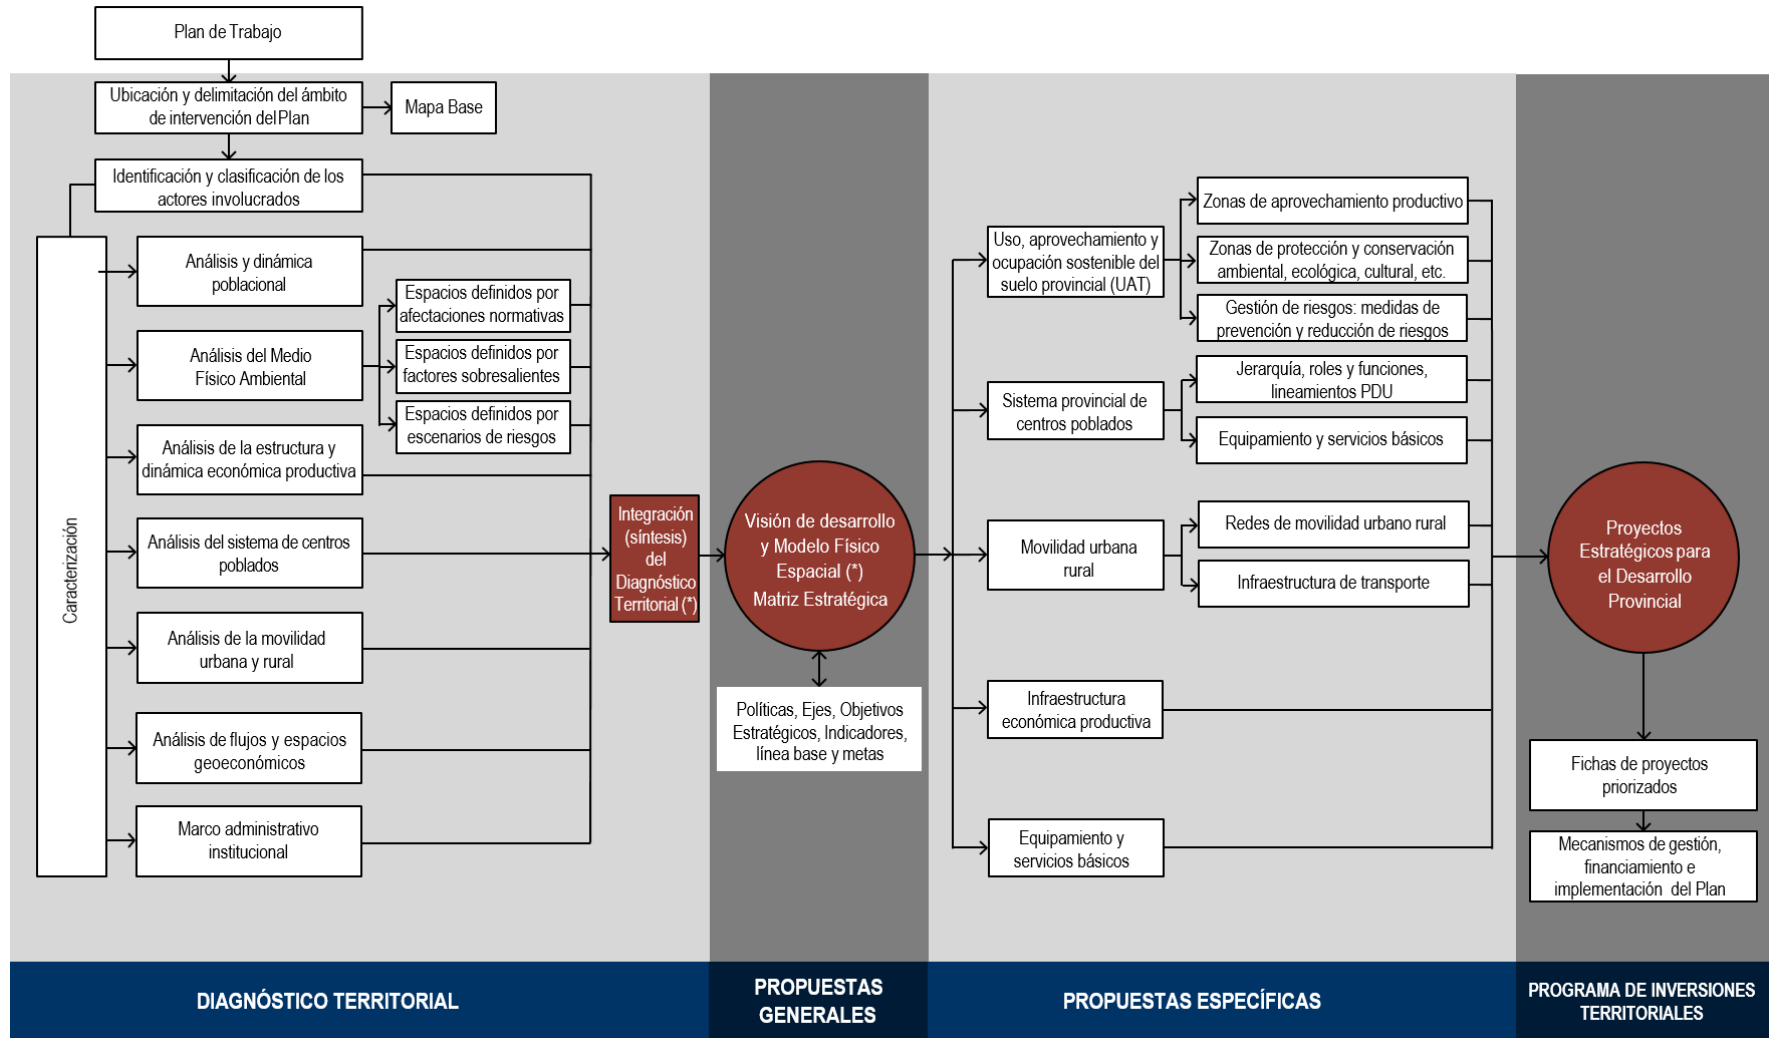 Plan de Trabajo
Ubicación y delimitación del ámbito
de intervención del Plan
Mapa Base
Identificación y clasificación de los
actores involucrados
Caracterización
Análisis y dinámica
poblacional
Análisis del Medio
Físico Ambiental
Espacios definidos por
afectaciones normativas
Espacios definidos por
factores sobresalientes
Espacios definidos por
escenarios de riesgos
Análisis de la estructura y
dinámica económica productiva
Análisis del sistema de centros
poblados
Análisis de la movilidad
urbana y rural
Análisis de flujos y espacios
geoeconómicos
Marco administrativo
institucional
Integración
(síntesis)
del
Diagnóstico
Territorial (*)
Visión de desarrollo
y Modelo Físico
Espacial (*)
Matriz Estratégica
Políticas, Ejes, Objetivos
Estratégicos, Indicadores,
línea base y metas
Uso, aprovechamiento y
ocupación sostenible del
suelo provincial (UAT)
Zonas de aprovechamiento productivo
Zonas de protección y conservación
ambiental, ecológica, cultural, etc.
Gestión de riesgos: medidas de
prevención y reducción de riesgos
Sistema provincial de
centros poblados
Jerarquía, roles y funciones,
lineamientos PDU
Equipamiento y servicios básicos
Movilidad urbana
rural
Redes de movilidad urbano rural
Infraestructura de transporte
Infraestructura
económica productiva
Equipamiento y
servicios básicos
Proyectos
Estratégicos para
el Desarrollo
Provincial
Fichas de proyectos
priorizados
Mecanismos de gestión,
financiamiento e
implementación del Plan
DIAGNÓSTICO TERRITORIAL
PROPUESTAS
GENERALES
PROPUESTAS ESPECÍFICAS
PROGRAMA DE INVERSIONES
TERRITORIALES